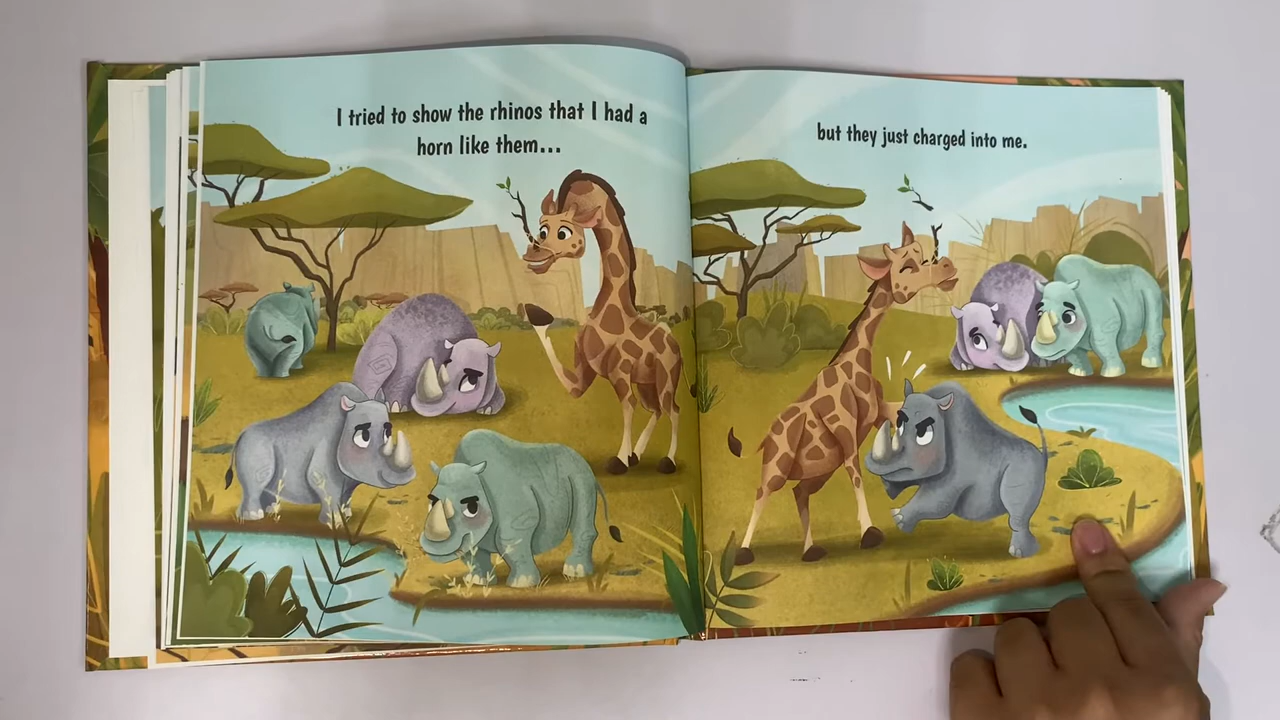 I tried to show the rhinos that I had a
horn like them...
but they just charged into me.